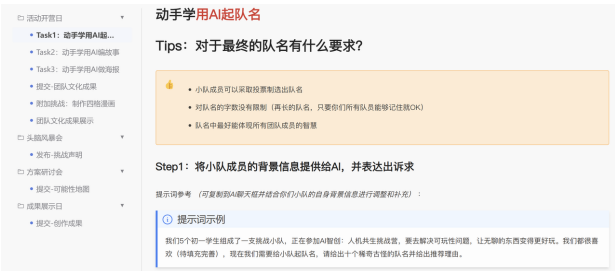 活动开营日
Task1：动手学用AI起...
Task2：动手学用AI编故事
Task3：动手学用AI做海报
提交-团队文化成果
附加挑战：制作四格漫画
团队文化成果展示
头脑风暴会
发布-挑战声明
方案研讨会
提交-可能性地图
成果展示日
提交-创作成果
动手学用AI起队名
Tips：对于最终的队名有什么要求？
小队成员可以采取投票制选出队名
对队名的字数没有限制（再长的队名，只要你们所有队员能够记住就OK）
队名中最好能体现所有团队成员的智慧
Step1：将小队成员的背景信息提供给AI，并表达出诉求
提示词参考 （可复制到AI聊天框并结合你们小队的自身背景信息进行调整和补充）：
提示词示例
我们5个初一学生组成了一支挑战小队，正在参加AI智创：人机共生挑战营，要去解决可玩性问题，让无聊的东西变得更好玩。我们都很喜
欢（待填充完善），现在我们需要给小队起队名，请给出十个稀奇古怪的队名并给出推荐理由。